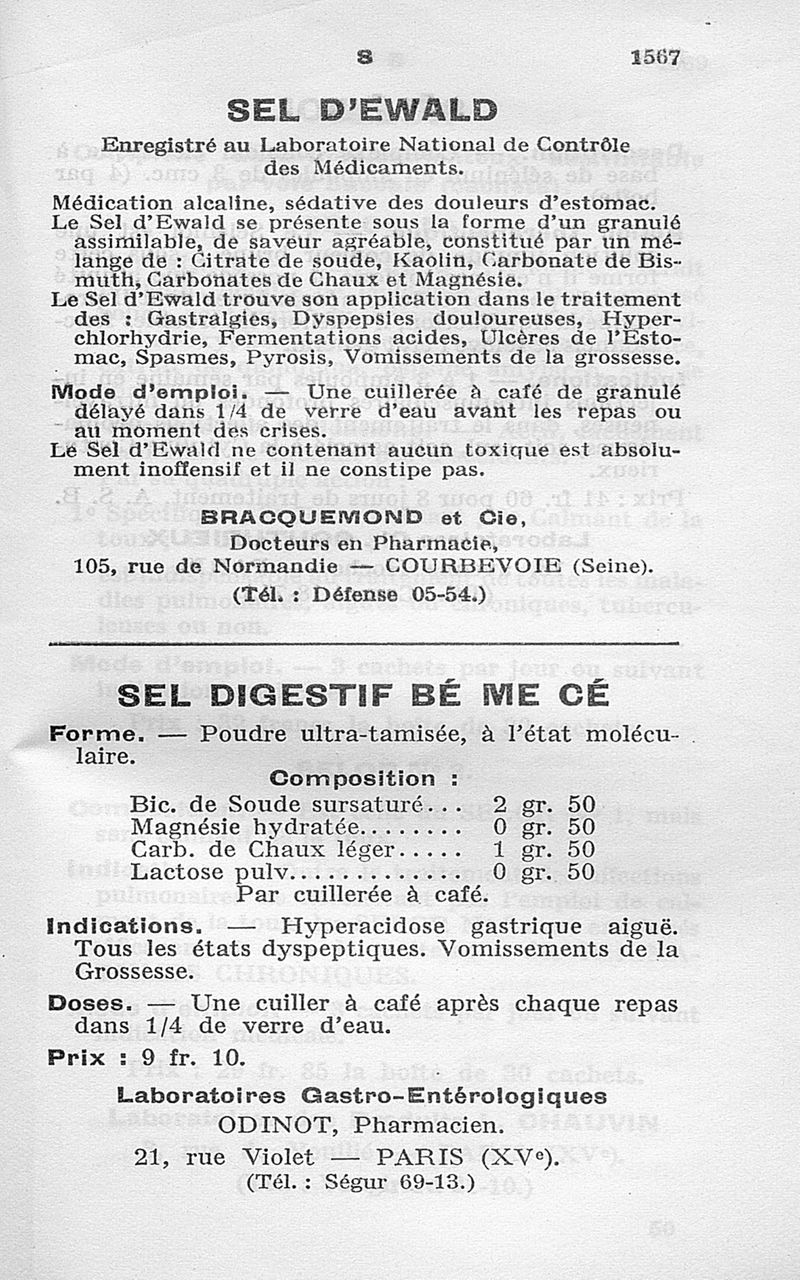 S 1567
SEL D'EWALD
Enregistré au Laboratoire National de Contrôle
des Médicaments.
Médication alcaline, sédative des douleurs d'estomac.
Le Sel d'Ewald se présente sous la forme d'un granulé
assimilable, de saveur agréable, constitué par un mé-
lange de : Citrate de soude, Kaolin, Carbonate de Bis-
muth, Carbonates de Chaux et Magnésie.
Le Sel d'Ewald trouve son application dans le traitement
des : Gastralgies, Dyspepsies douloureuses, Hyper-
chlorhydrie, Fermentations acides, Ulcères de l'Esto-
mac, Spasmes, Pyrosis, Vomissements de la grossesse.
Mode d'emploi. — Une cuillerée à café de granulé
délayé dans 1/4 de verre d'eau avant les repas ou
au moment des crises.
Le Sel d'Ewald ne contenant aucun toxique est absolu-
ment inoffensif et il ne constipe pas.
BRACQUEMOND et Cie,
Docteurs en Pharmacie,
105, rue de Normandie — COURBEVOIE (Seine).
(Tél. : Défense 05-54.)
SEL DIGESTIF BÉ ME CÉ
Forme. — Poudre ultra-tamisée, à l'état molécu-
laire.
Composition :
Bic. de Soude sursaturé... 2 gr. 50
Magnésie hydratée......... 0 gr. 50
Carb. de Chaux léger..... 1 gr. 50
Lactose pulv............... 0 gr. 50
Par cuillerée à café.
Indications. — Hyperacidose gastrique aiguë.
Tous les états dyspeptiques. Vomissements de la
Grossesse.
Doses. — Une cuiller à café après chaque repas
dans 1/4 de verre d'eau.
Prix : 9 fr. 10.
Laboratoires Gastro-Entérologiques
ODINOT, Pharmacien.
21, rue Violet — PARIS (XVe).
(Tél. : Ségur 69-13.)